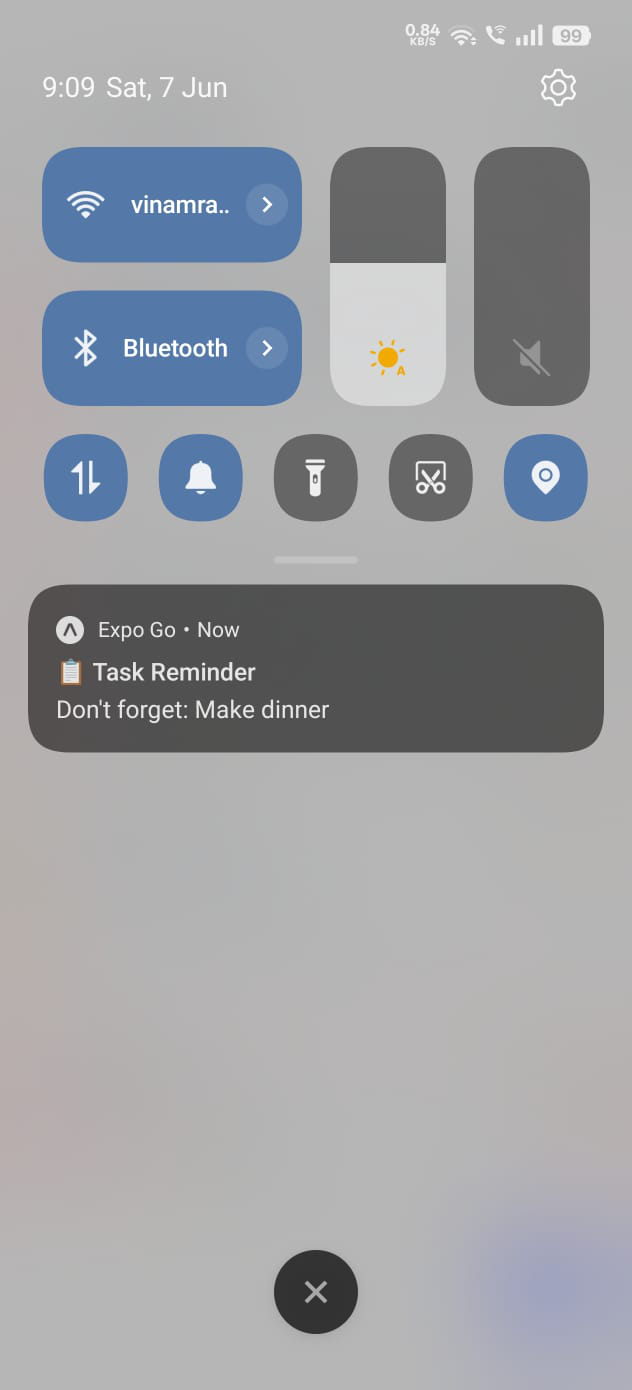 0.84
KB/S
99
9:09 Sat, 7 Jun
vinamra..
Bluetooth
A
Expo Go • Now
📋 Task Reminder
Don't forget: Make dinner